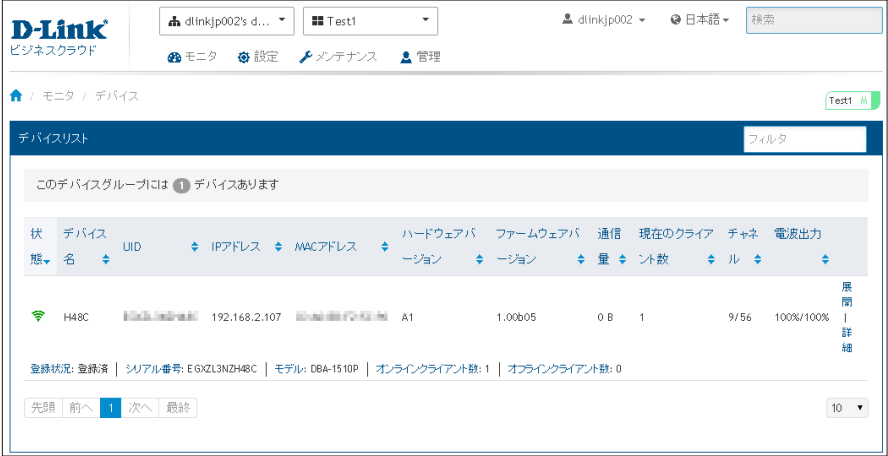 D-Link
ビジネスクラウド
dlinkjp002's d... Test1 dlinkjp002 日本語 検索
モニタ 設定 メンテナンス 管理
/ モニタ / デバイス
Test1 M
デバイスリスト フィルタ
このデバイスグループには 1 デバイスあります
状態 デバイス名 UID IPアドレス MACアドレス ハードウェアバージョン ファームウェアバージョン 通信量 現在のクライアント数 チャネル 電波出力
H48C 192.168.2.107 A1 1.00b05 0 B 1 9/56 100%/100% 展開 | 詳細
登録状況: 登録済 | シリアル番号: EGXZL3NZH48C | モデル: DBA-1510P | オンラインクライアント数: 1 | オフラインクライアント数: 0
先頭 前へ 1 次へ 最終 10